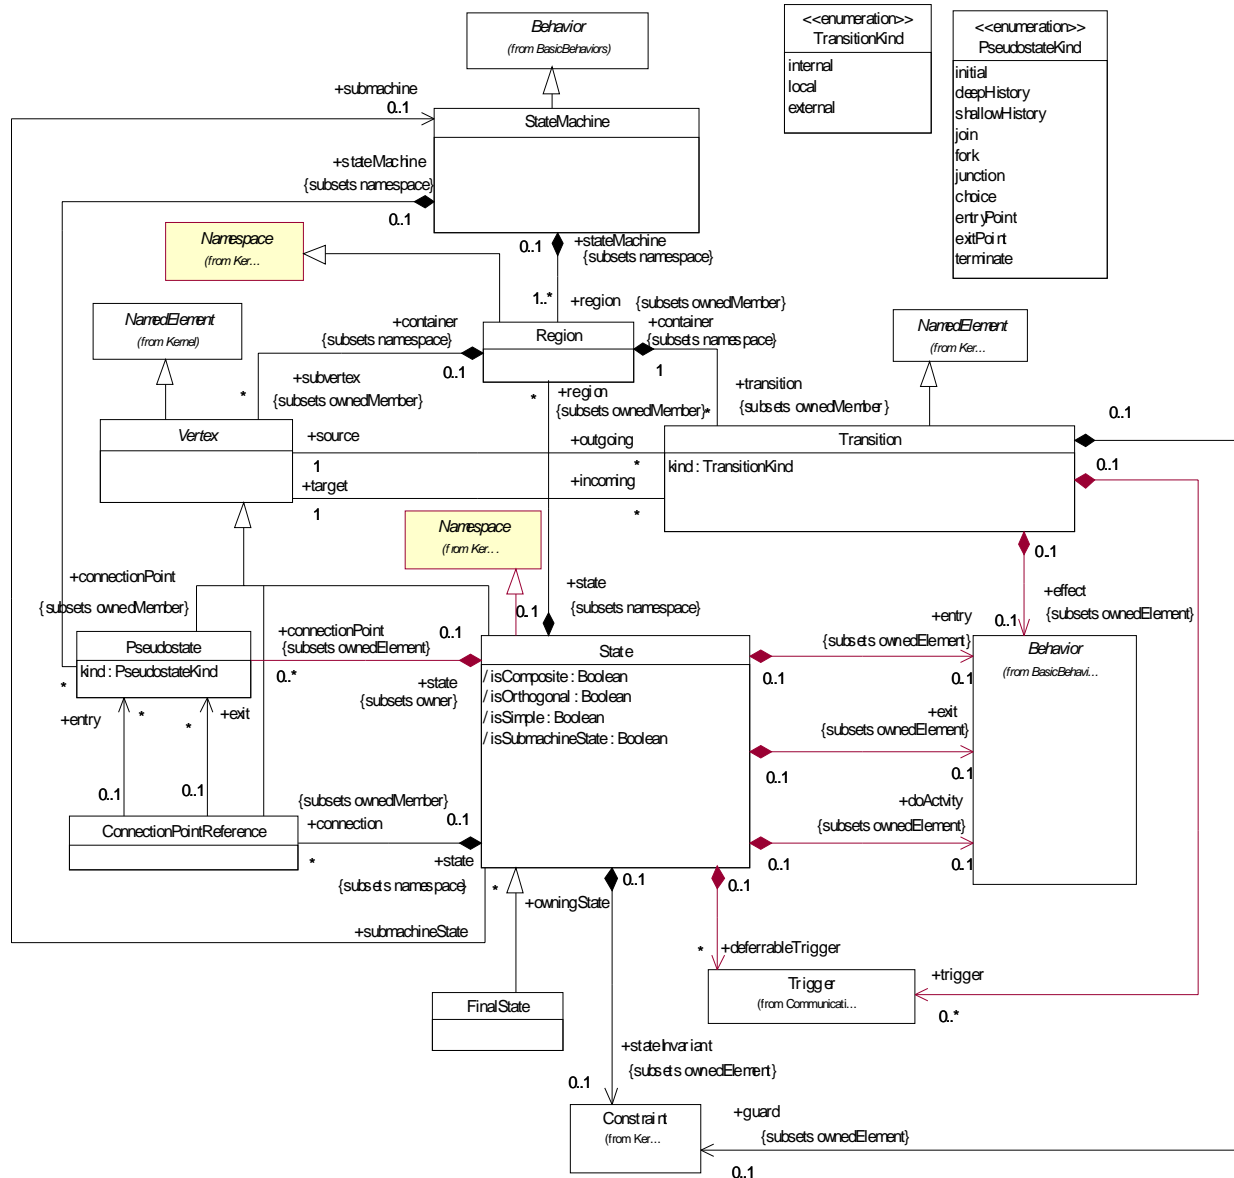 Behavior
(from BasicBehaviors)
<<enumeration>>
TransitionKind
internal
local
external
<<enumeration>>
PseudostateKind
initial
deepHistory
shallowHistory
join
fork
junction
choice
entryPoint
exitPoint
terminate
+submachine
0..1
StateMachine
+stateMachine
{subsets namespace}
0..1
0..1
+stateMachine
{subsets namespace}
Namespace
(from Ker...
1..*
+region
{subsets ownedMember}
NamedElement
(from Kernel)
+container
{subsets namespace}
0..1
Region
+container
{subsets namespace}
1
NamedElement
(from Ker...
+subvertex
{subsets ownedMember}
*
+region
{subsets ownedMember}
*
+transition
{subsets ownedMember}
*
Vertex
+source
1
+outgoing
*
+target
1
+incoming
*
Transition
kind : TransitionKind
0..1
0..1
0..1
Namespace
(from Ker...
+connectionPoint
{subsets ownedMember}
*
+state
{subsets namespace}
0..1
+effect
{subsets ownedElement}
0..1
Pseudostate
kind : PseudostateKind
+connectionPoint
{subsets ownedElement}
0..*
0..1
+state
{subsets owner}
State
/ isComposite : Boolean
/ isOrthogonal : Boolean
/ isSimple : Boolean
/ isSubmachineState : Boolean
+entry
{subsets ownedElement}
0..1
0..1
Behavior
(from BasicBehavi...
+exit
{subsets ownedElement}
0..1
0..1
+doActvity
{subsets ownedElement}
0..1
0..1
+entry
*
*
+exit
0..1
0..1
ConnectionPointReference
{subsets ownedMember}
+connection
*
0..1
+state
{subsets namespace}
*
+submachineState
+owningState
0..1
0..1
*
+deferrableTrigger
FinalState
Trigger
(from Communicati...
+trigger
0..*
+stateInvariant
{subsets ownedElement}
0..1
Constraint
(from Ker...
+guard
{subsets ownedElement}
0..1